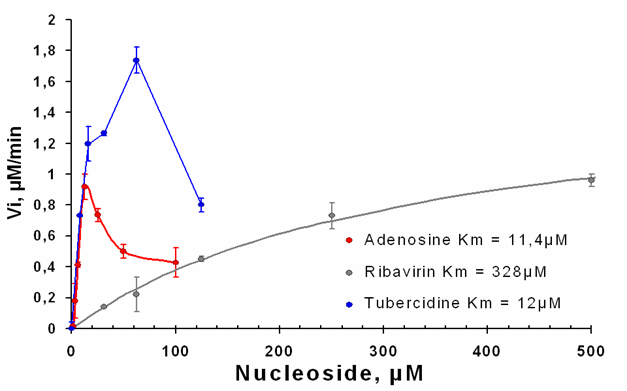 2
1,8
1,6
1,4
1,2
1
0,8
0,6
0,4
0,2
0
Vi, µM/min
Adenosine Km = 11,4µM
Ribavirin Km = 328µM
Tubercidine Km = 12µM
0 100 200 300 400 500
Nucleoside, µM